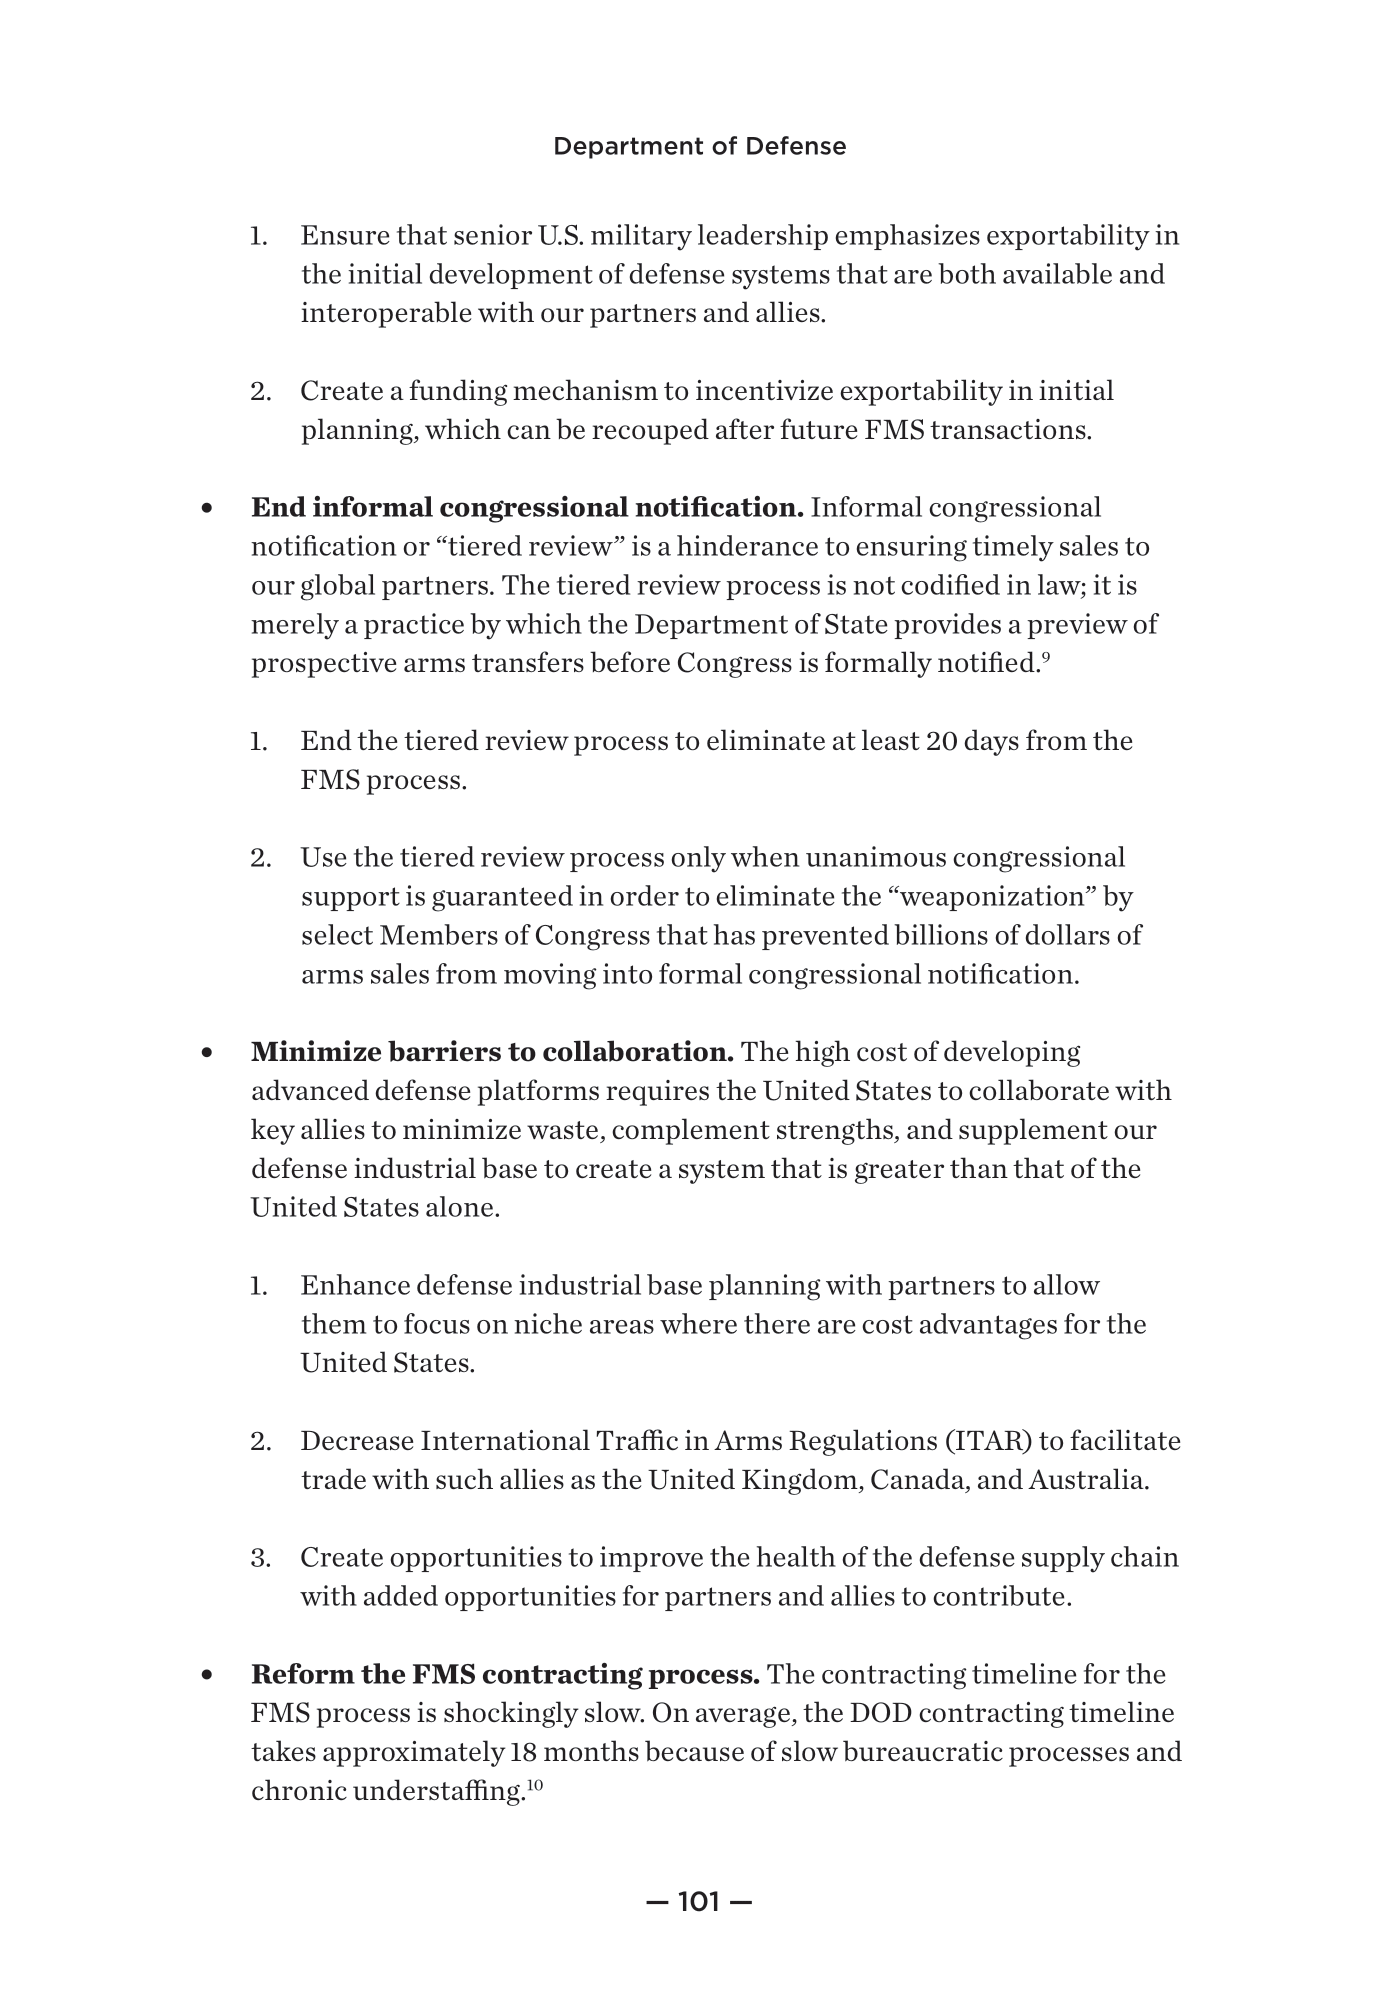 Department of Defense
1. Ensure that senior U.S. military leadership emphasizes exportability in
the initial development of defense systems that are both available and
interoperable with our partners and allies.
2. Create a funding mechanism to incentivize exportability in initial
planning, which can be recouped after future FMS transactions.
• End informal congressional notification. Informal congressional
notification or “tiered review” is a hinderance to ensuring timely sales to
our global partners. The tiered review process is not codified in law; it is
merely a practice by which the Department of State provides a preview of
prospective arms transfers before Congress is formally notified.⁹
1. End the tiered review process to eliminate at least 20 days from the
FMS process.
2. Use the tiered review process only when unanimous congressional
support is guaranteed in order to eliminate the “weaponization” by
select Members of Congress that has prevented billions of dollars of
arms sales from moving into formal congressional notification.
• Minimize barriers to collaboration. The high cost of developing
advanced defense platforms requires the United States to collaborate with
key allies to minimize waste, complement strengths, and supplement our
defense industrial base to create a system that is greater than that of the
United States alone.
1. Enhance defense industrial base planning with partners to allow
them to focus on niche areas where there are cost advantages for the
United States.
2. Decrease International Traffic in Arms Regulations (ITAR) to facilitate
trade with such allies as the United Kingdom, Canada, and Australia.
3. Create opportunities to improve the health of the defense supply chain
with added opportunities for partners and allies to contribute.
• Reform the FMS contracting process. The contracting timeline for the
FMS process is shockingly slow. On average, the DOD contracting timeline
takes approximately 18 months because of slow bureaucratic processes and
chronic understaffing.¹⁰
— 101 —